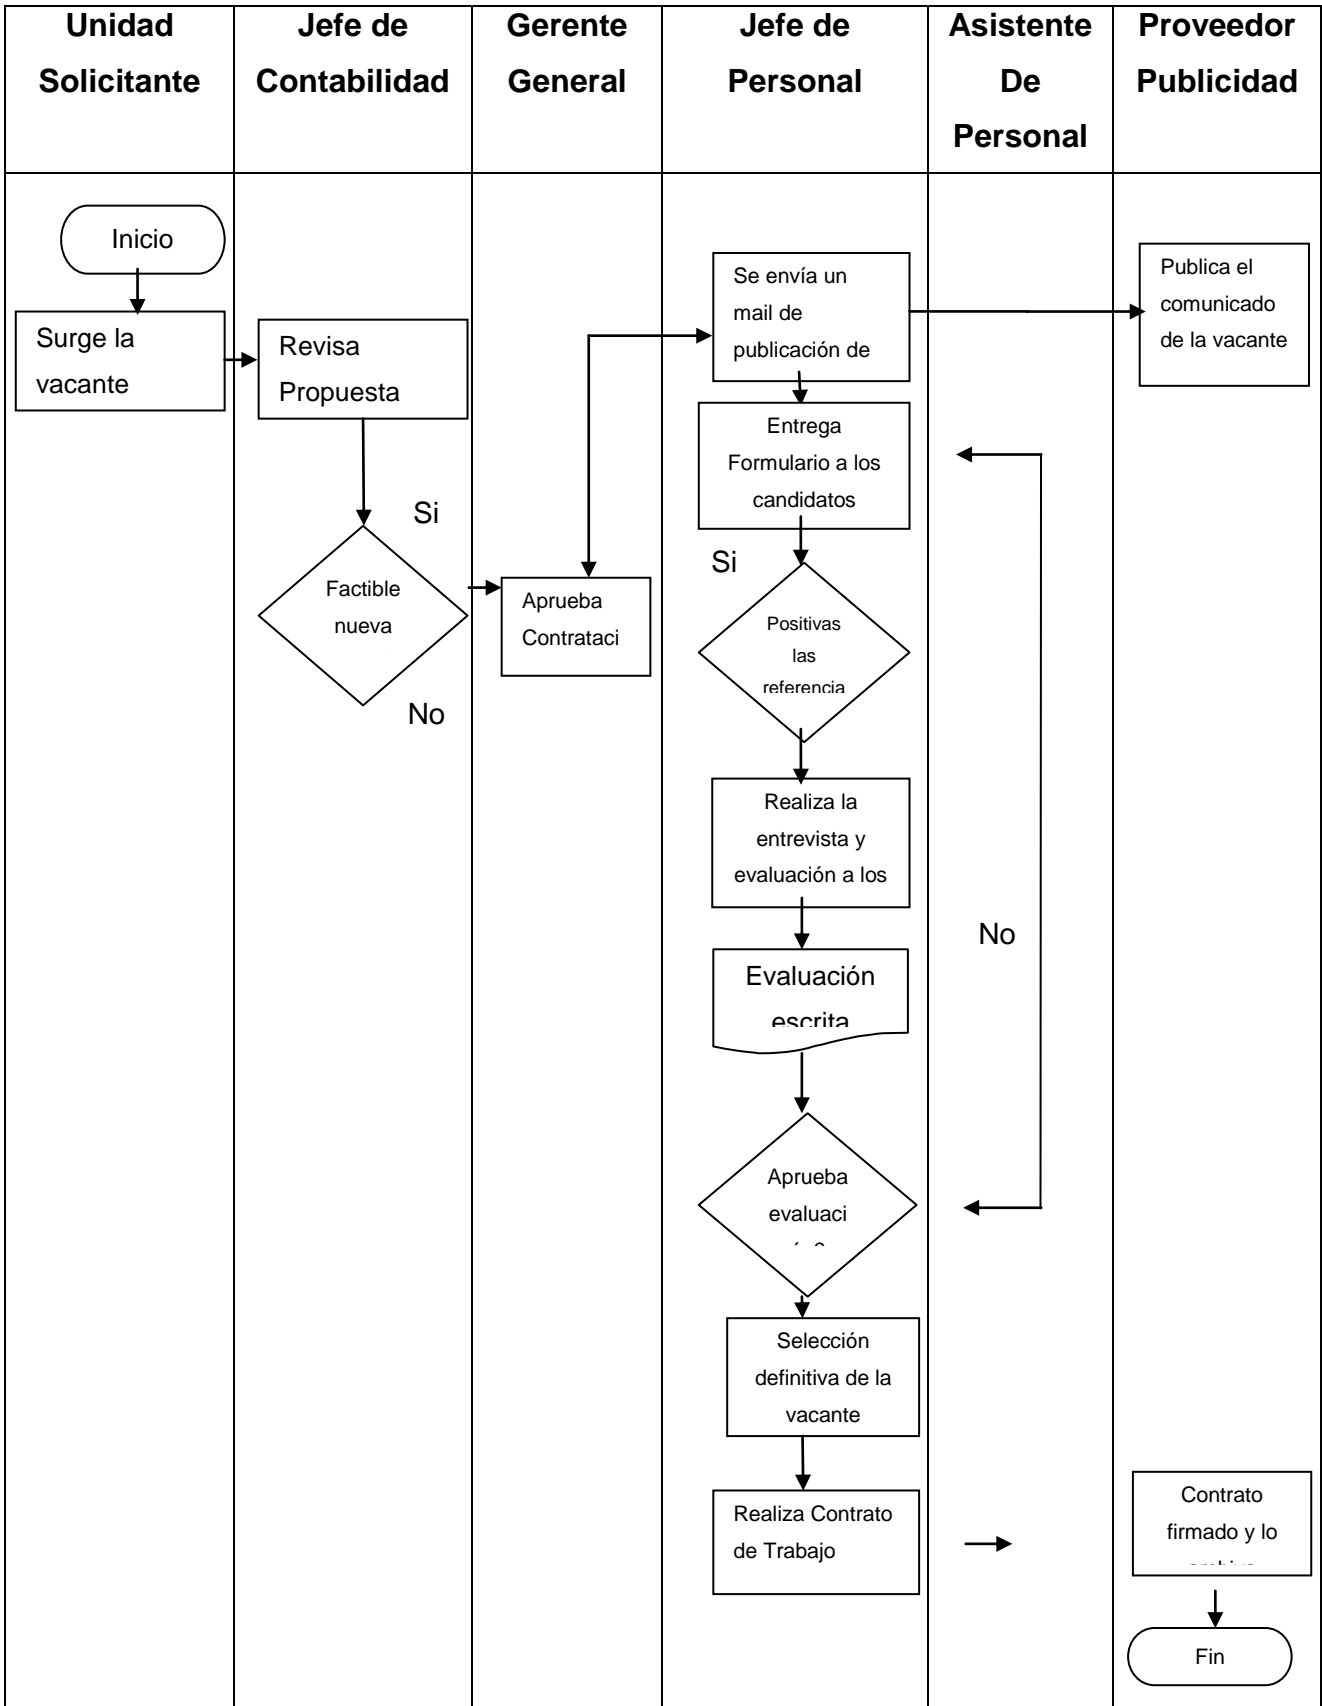 Unidad
Solicitante
Jefe de
Contabilidad
Gerente
General
Jefe de
Personal
Asistente
De
Personal
Proveedor
Publicidad
Inicio
Surge la
vacante
Revisa
Propuesta
Si
Factible
nueva
No
Aprueba
Contrataci
Se envía un
mail de
publicación de
Publica el
comunicado
de la vacante
Entrega
Formulario a los
candidatos
Si
Positivas
las
referencia
Realiza la
entrevista y
evaluación a los
No
Evaluación
escrita
Aprueba
evaluaci
Selección
definitiva de la
vacante
Realiza Contrato
de Trabajo
Contrato
firmado y lo
Fin